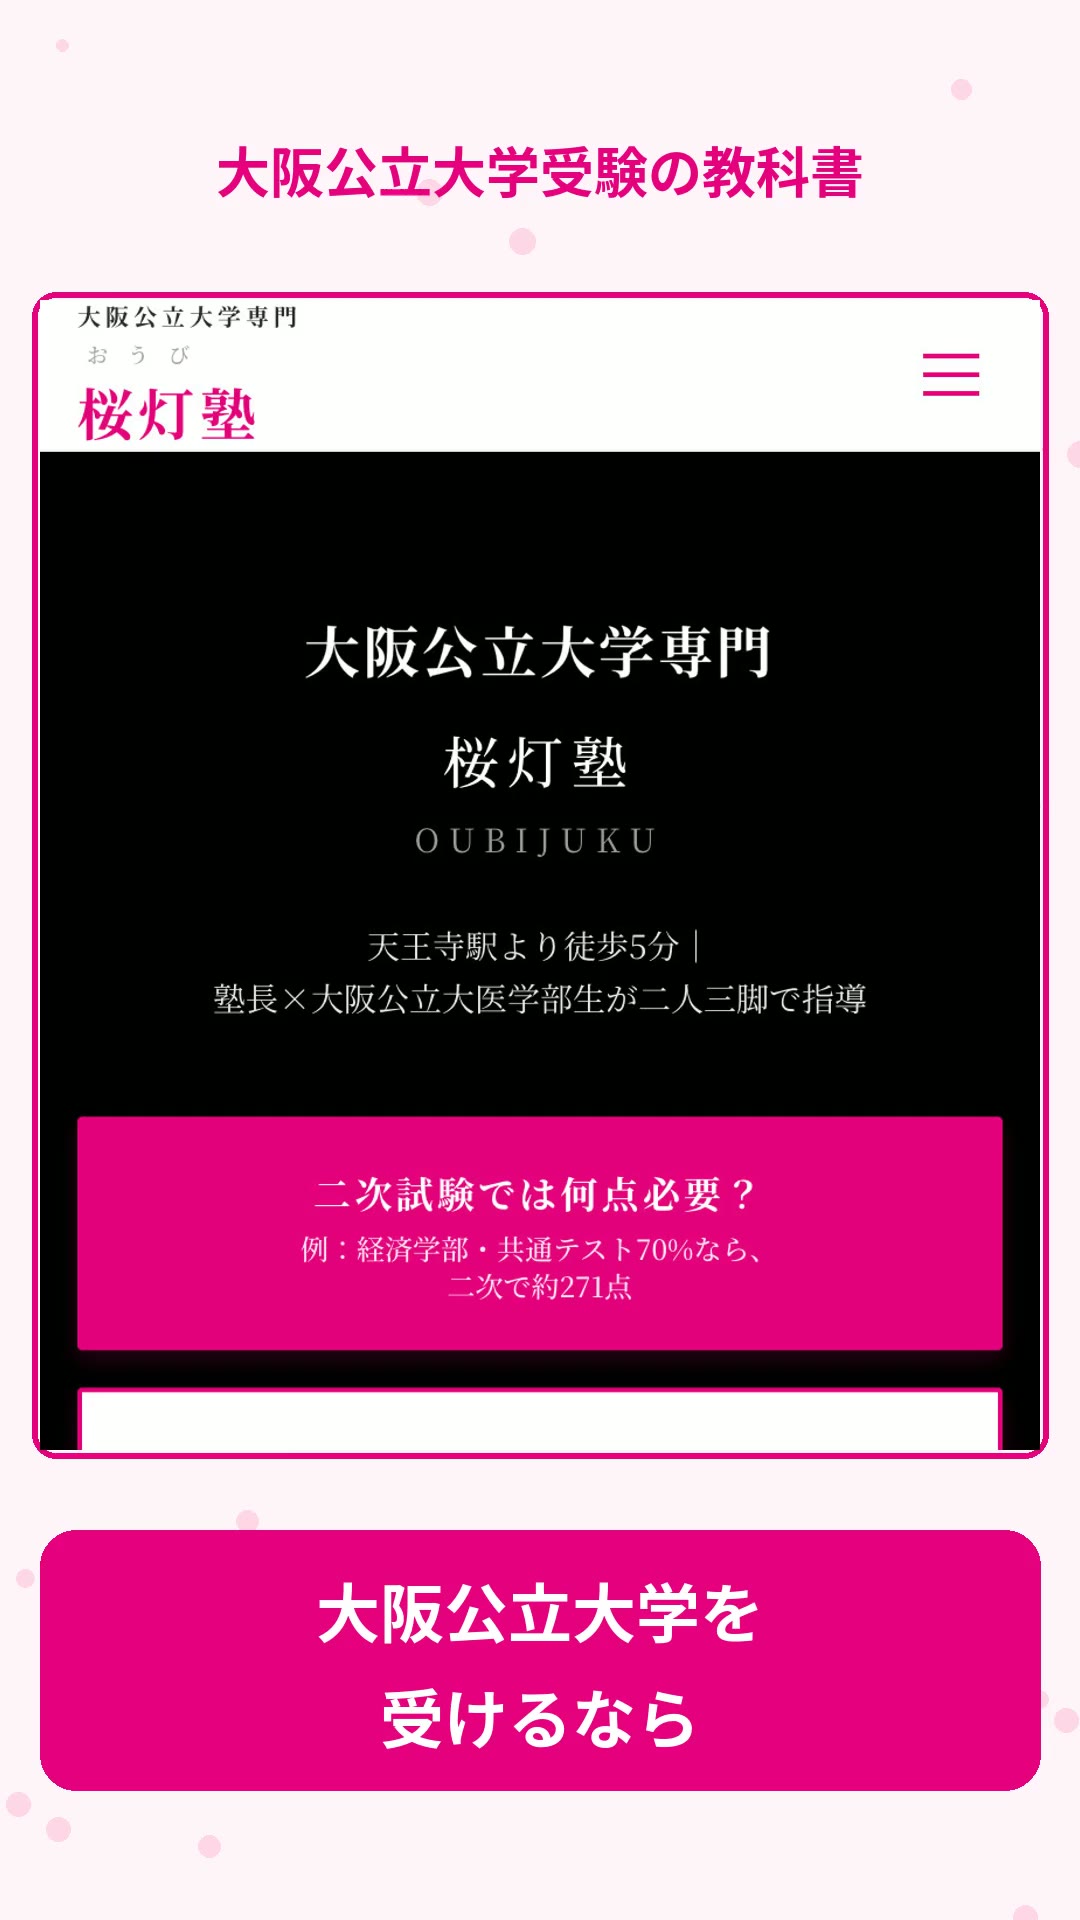 大阪公立大学受験の教科書
大阪公立大学専門
おうび
桜灯塾
大阪公立大学専門
桜灯塾
OUBIJUKU
天王寺駅より徒歩5分｜
塾長×大阪公立大医学部生が二人三脚で指導
二次試験では何点必要？
例：経済学部・共通テスト70%なら、
二次で約271点
大阪公立大学を
受けるなら